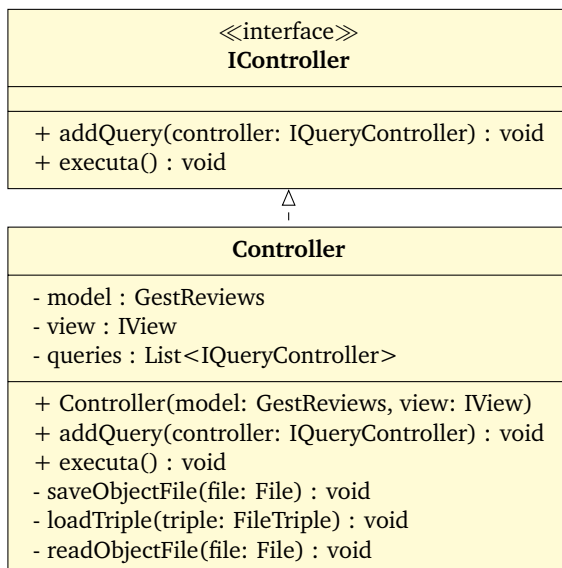 ≪interface≫
IController
+ addQuery(controller: IQueryController) : void
+ executa() : void
Controller
- model : GestReviews
- view : IView
- queries : List<IQueryController>
+ Controller(model: GestReviews, view: IView)
+ addQuery(controller: IQueryController) : void
+ executa() : void
- saveObjectFile(file: File) : void
- loadTriple(triple: FileTriple) : void
- readObjectFile(file: File) : void